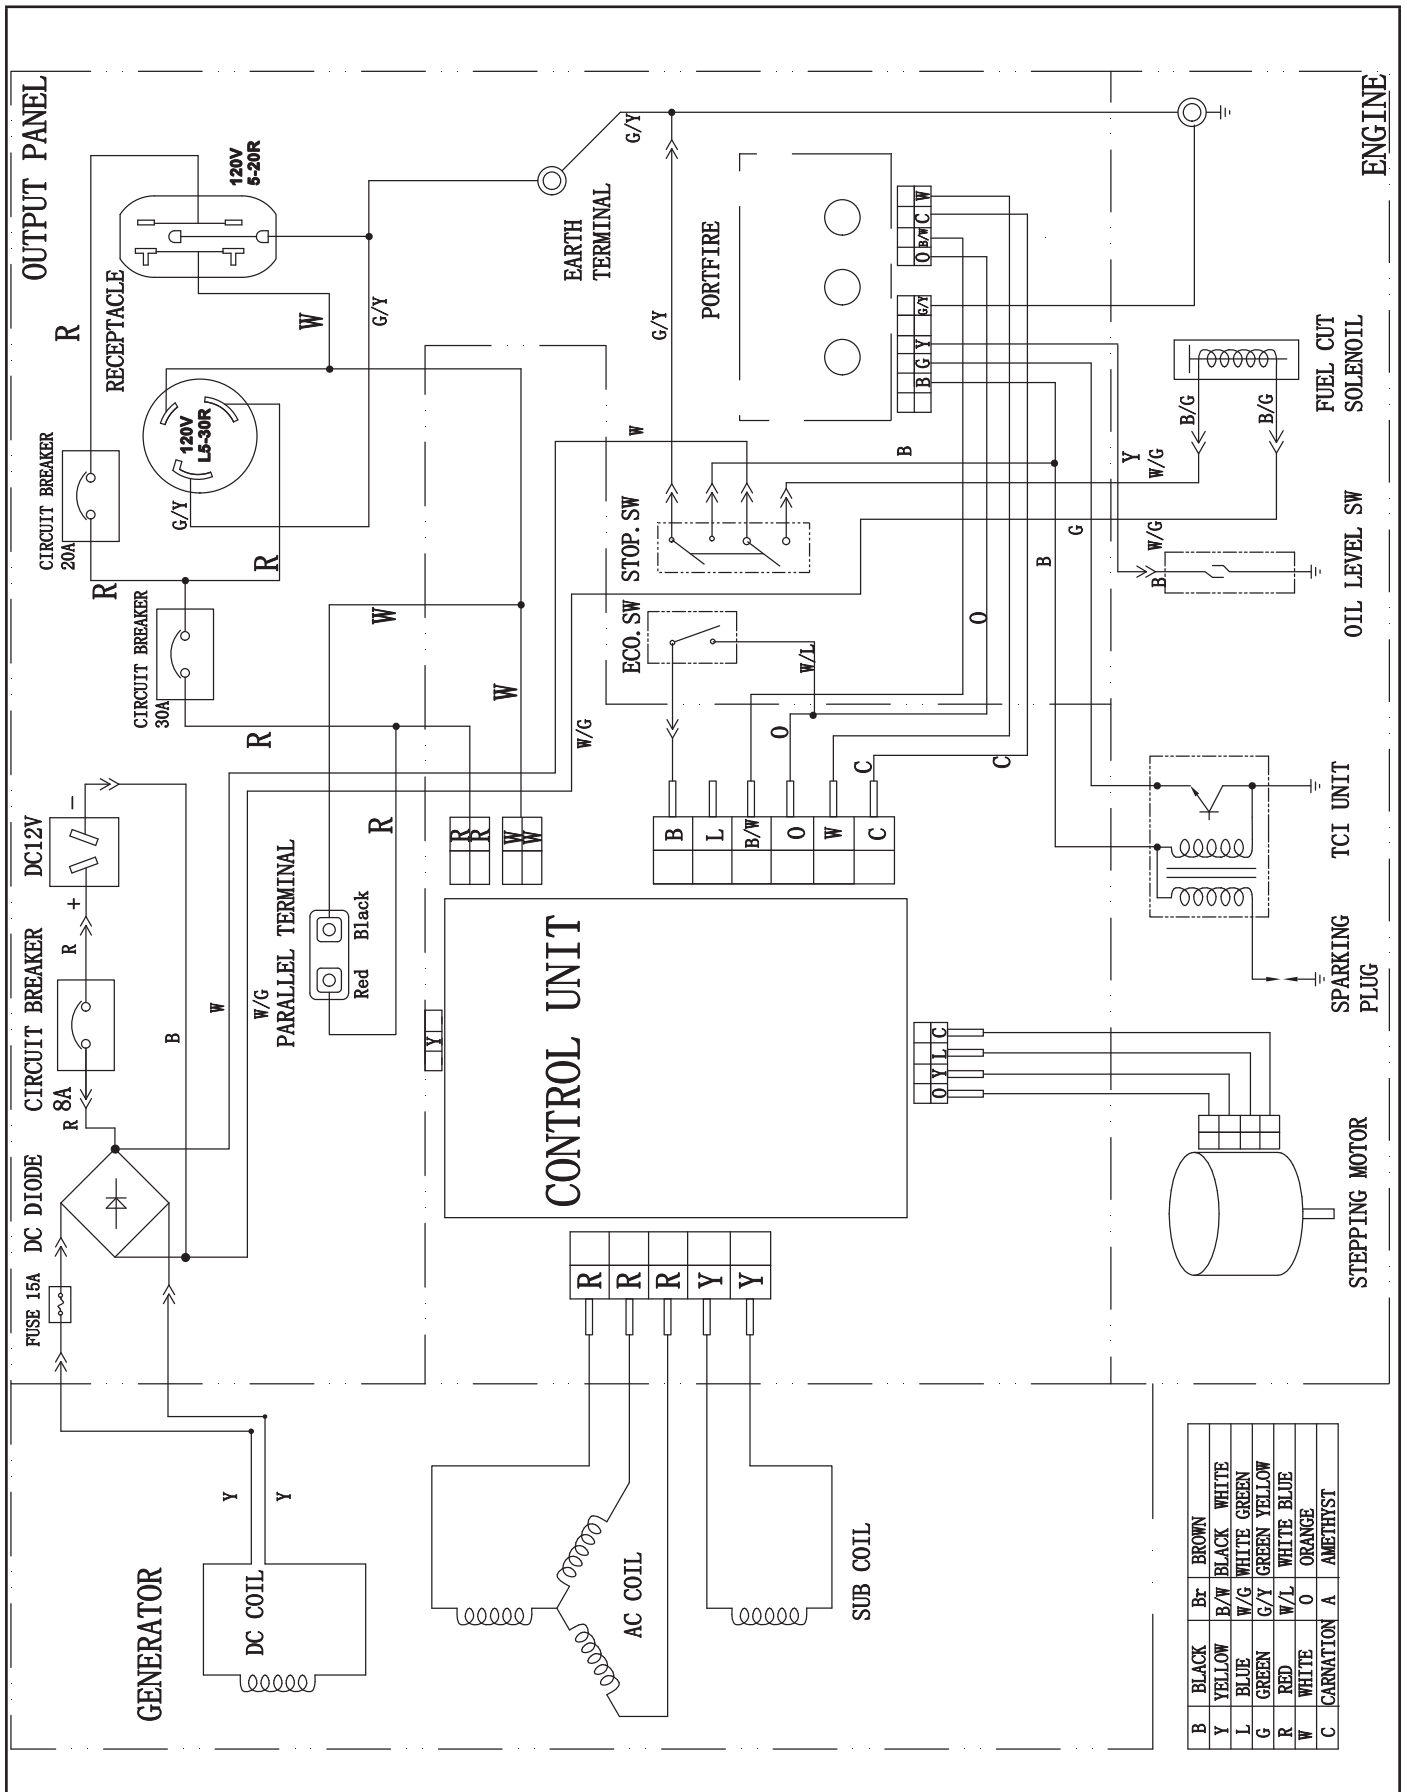 OUTPUT PANEL
ENGINE
GENERATOR
120V
5-20R
RECEPTACLE
R
W
G/Y
120V
L5-30R
G/Y
CIRCUIT BREAKER
20A
R
R
CIRCUIT BREAKER
30A
R
R
W
W
DC12V
+
-
R
CIRCUIT BREAKER
8A
R
B
W
W/G
DC DIODE
FUSE 15A
PARALLEL TERMINAL
Red
Black
EARTH
TERMINAL
G/Y
G/Y
PORTFIRE
W
C
B/W
O
G/Y
Y
G
B
STOP.SW
W
B
ECO.SW
W/L
W/G
O
O
C
C
B
G
Y
W/G
B/G
B/G
FUEL CUT
SOLENOIL
B
W/G
OIL LEVEL SW
TCI UNIT
SPARKING
PLUG
R
R
W
W
B
L
B/W
O
W
C
Y
CONTROL UNIT
O
Y
L
C
STEPPING MOTOR
R
R
R
Y
Y
Y
Y
DC COIL
AC COIL
SUB COIL
B BLACK Br BROWN
Y YELLOW B/W BLACK WHITE
L BLUE W/G WHITE GREEN
G GREEN G/Y GREEN YELLOW
R RED W/L WHITE BLUE
W WHITE O ORANGE
C CARNATION A AMETHYST